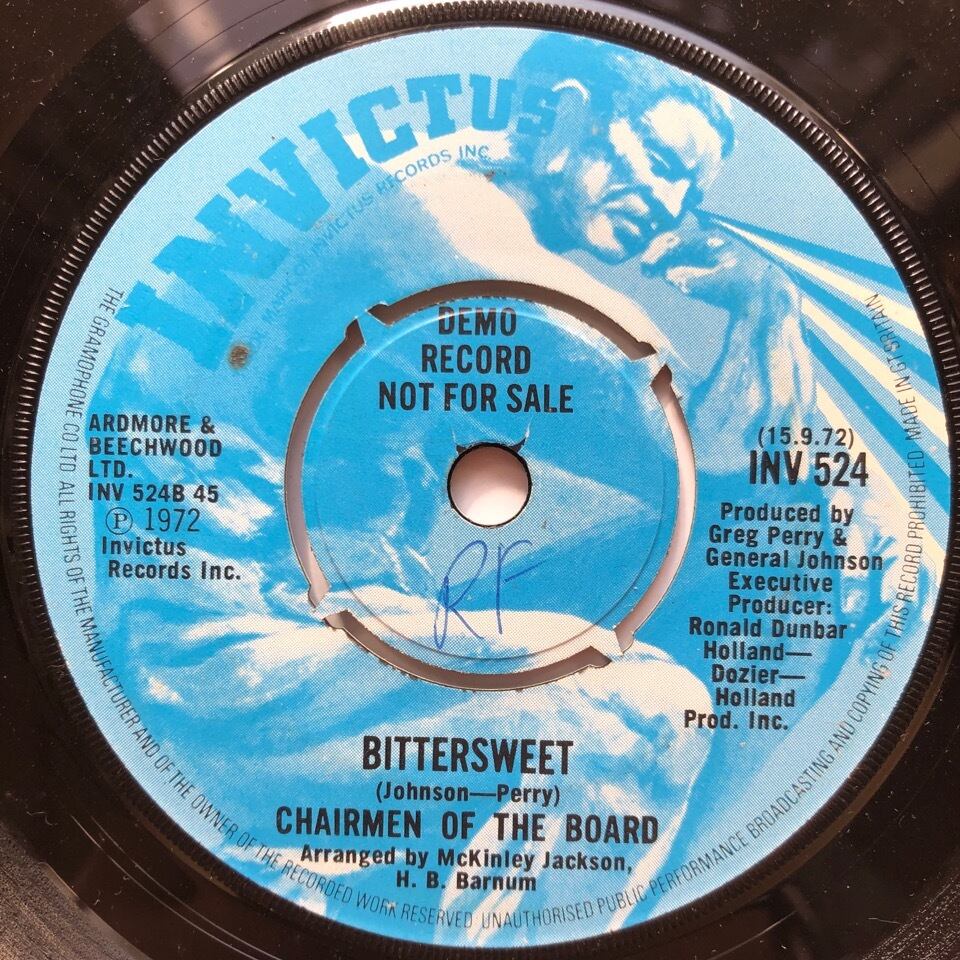 INVICTUS
TRADE MARK OF INVICTUS RECORDS INC.
DEMO
RECORD
NOT FOR SALE
ARDMORE &
BEECHWOOD
LTD.
INV 524B 45
Ⓟ 1972
Invictus
Records Inc.
(15.9.72)
INV 524
Produced by
Greg Perry &
General Johnson
Executive
Producer:
Ronald Dunbar
Holland—
Dozier—
Holland
Prod. Inc.
RF
BITTERSWEET
(Johnson—Perry)
CHAIRMEN OF THE BOARD
Arranged by McKinley Jackson,
H. B. Barnum
THE GRAMOPHONE CO. LTD ALL RIGHTS OF THE MANUFACTURER AND OF THE OWNER OF THE RECORDED WORK RESERVED UNAUTHORISED PUBLIC PERFORMANCE BROADCASTING AND COPYING OF THIS RECORD PROHIBITED MADE IN GT BRITAIN